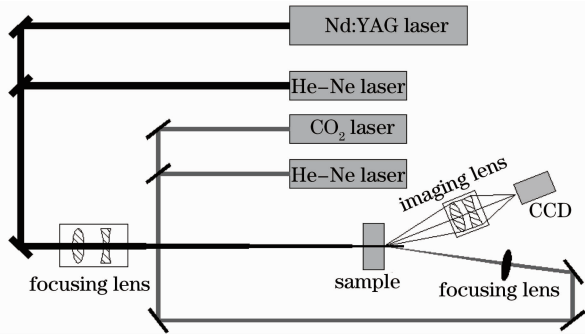 Nd:YAG laser
He-Ne laser
CO₂ laser
He-Ne laser
imaging lens
CCD
focusing lens
sample
focusing lens